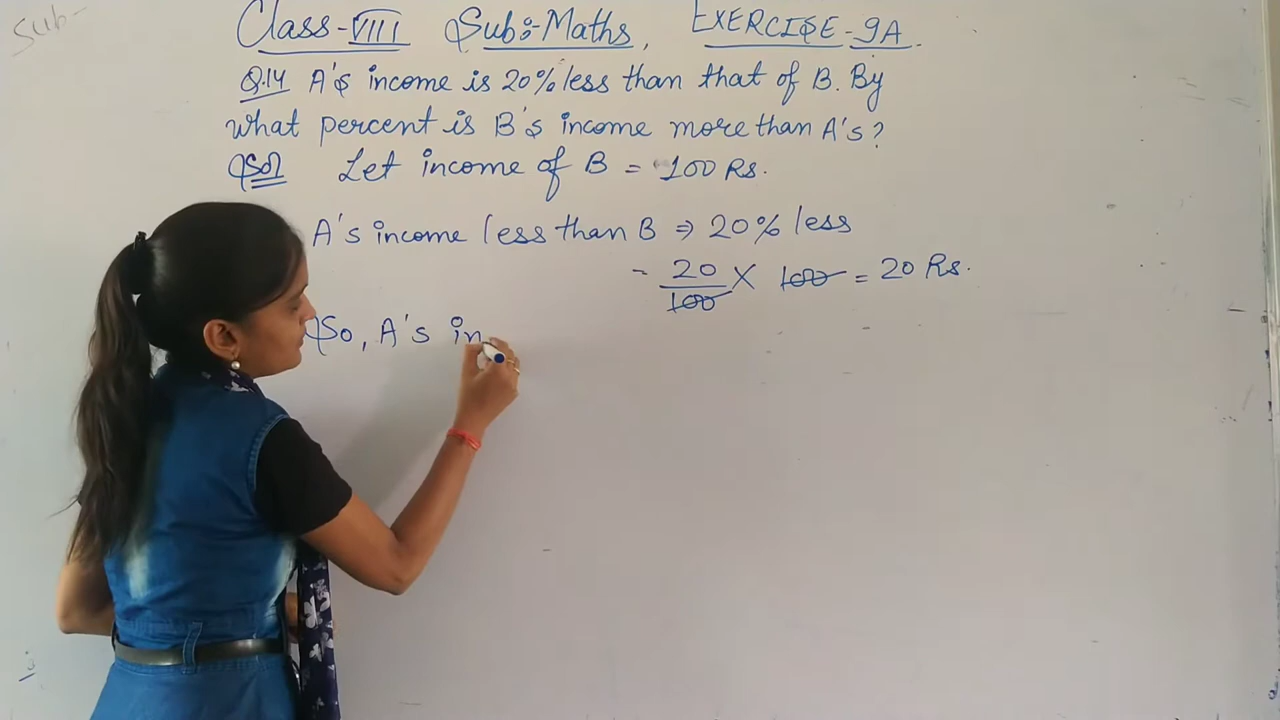 Sub-
Class-VIII Sub:-Maths, EXERCISE-9A.
Q.14 A's income is 20% less than that of B. By
what percent is B's income more than A's?
Sol Let income of B = 100 Rs.
A's income less than B ⇒ 20% less
- 20/100 X 100 = 20 Rs.
So, A's in